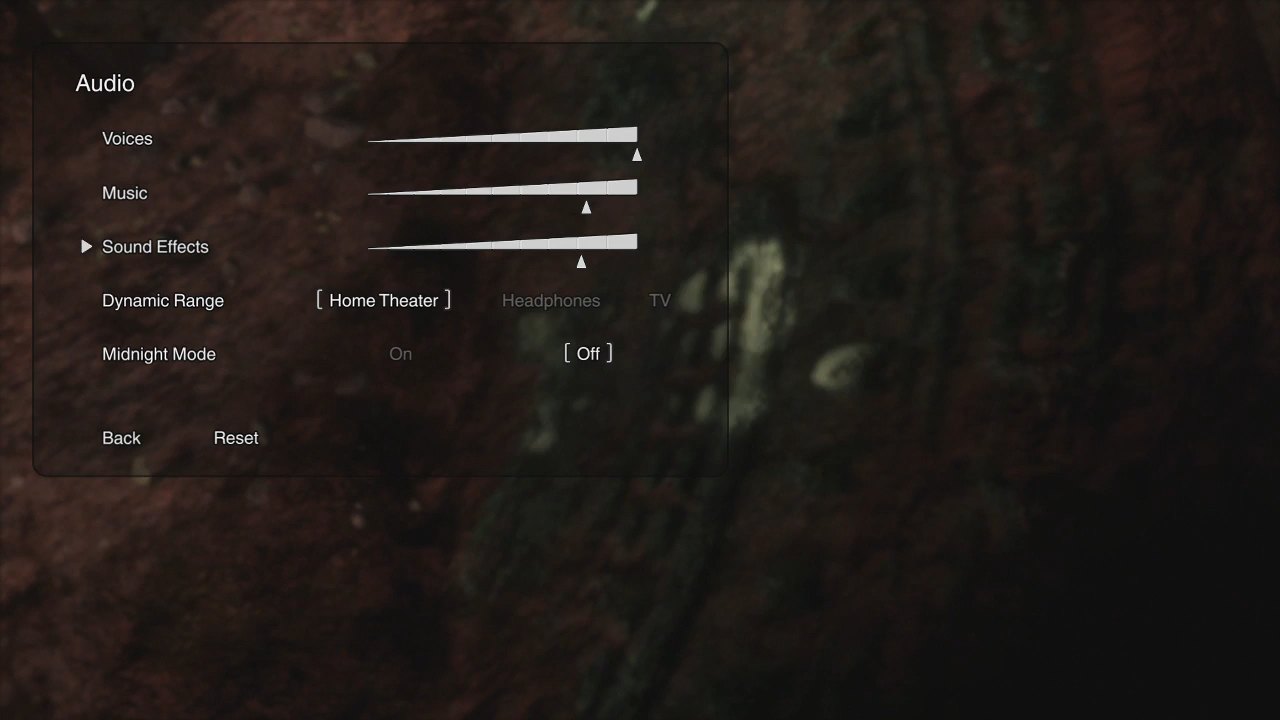 Audio
Voices
Music
Sound Effects
Dynamic Range [ Home Theater ] Headphones TV
Midnight Mode On [ Off ]
Back Reset